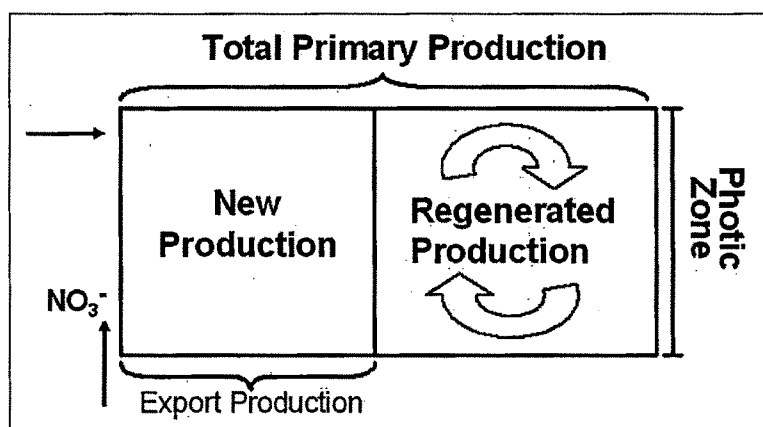 Total Primary Production
New
Production
Regenerated
Production
Photic
Zone
NO₃⁻
Export Production